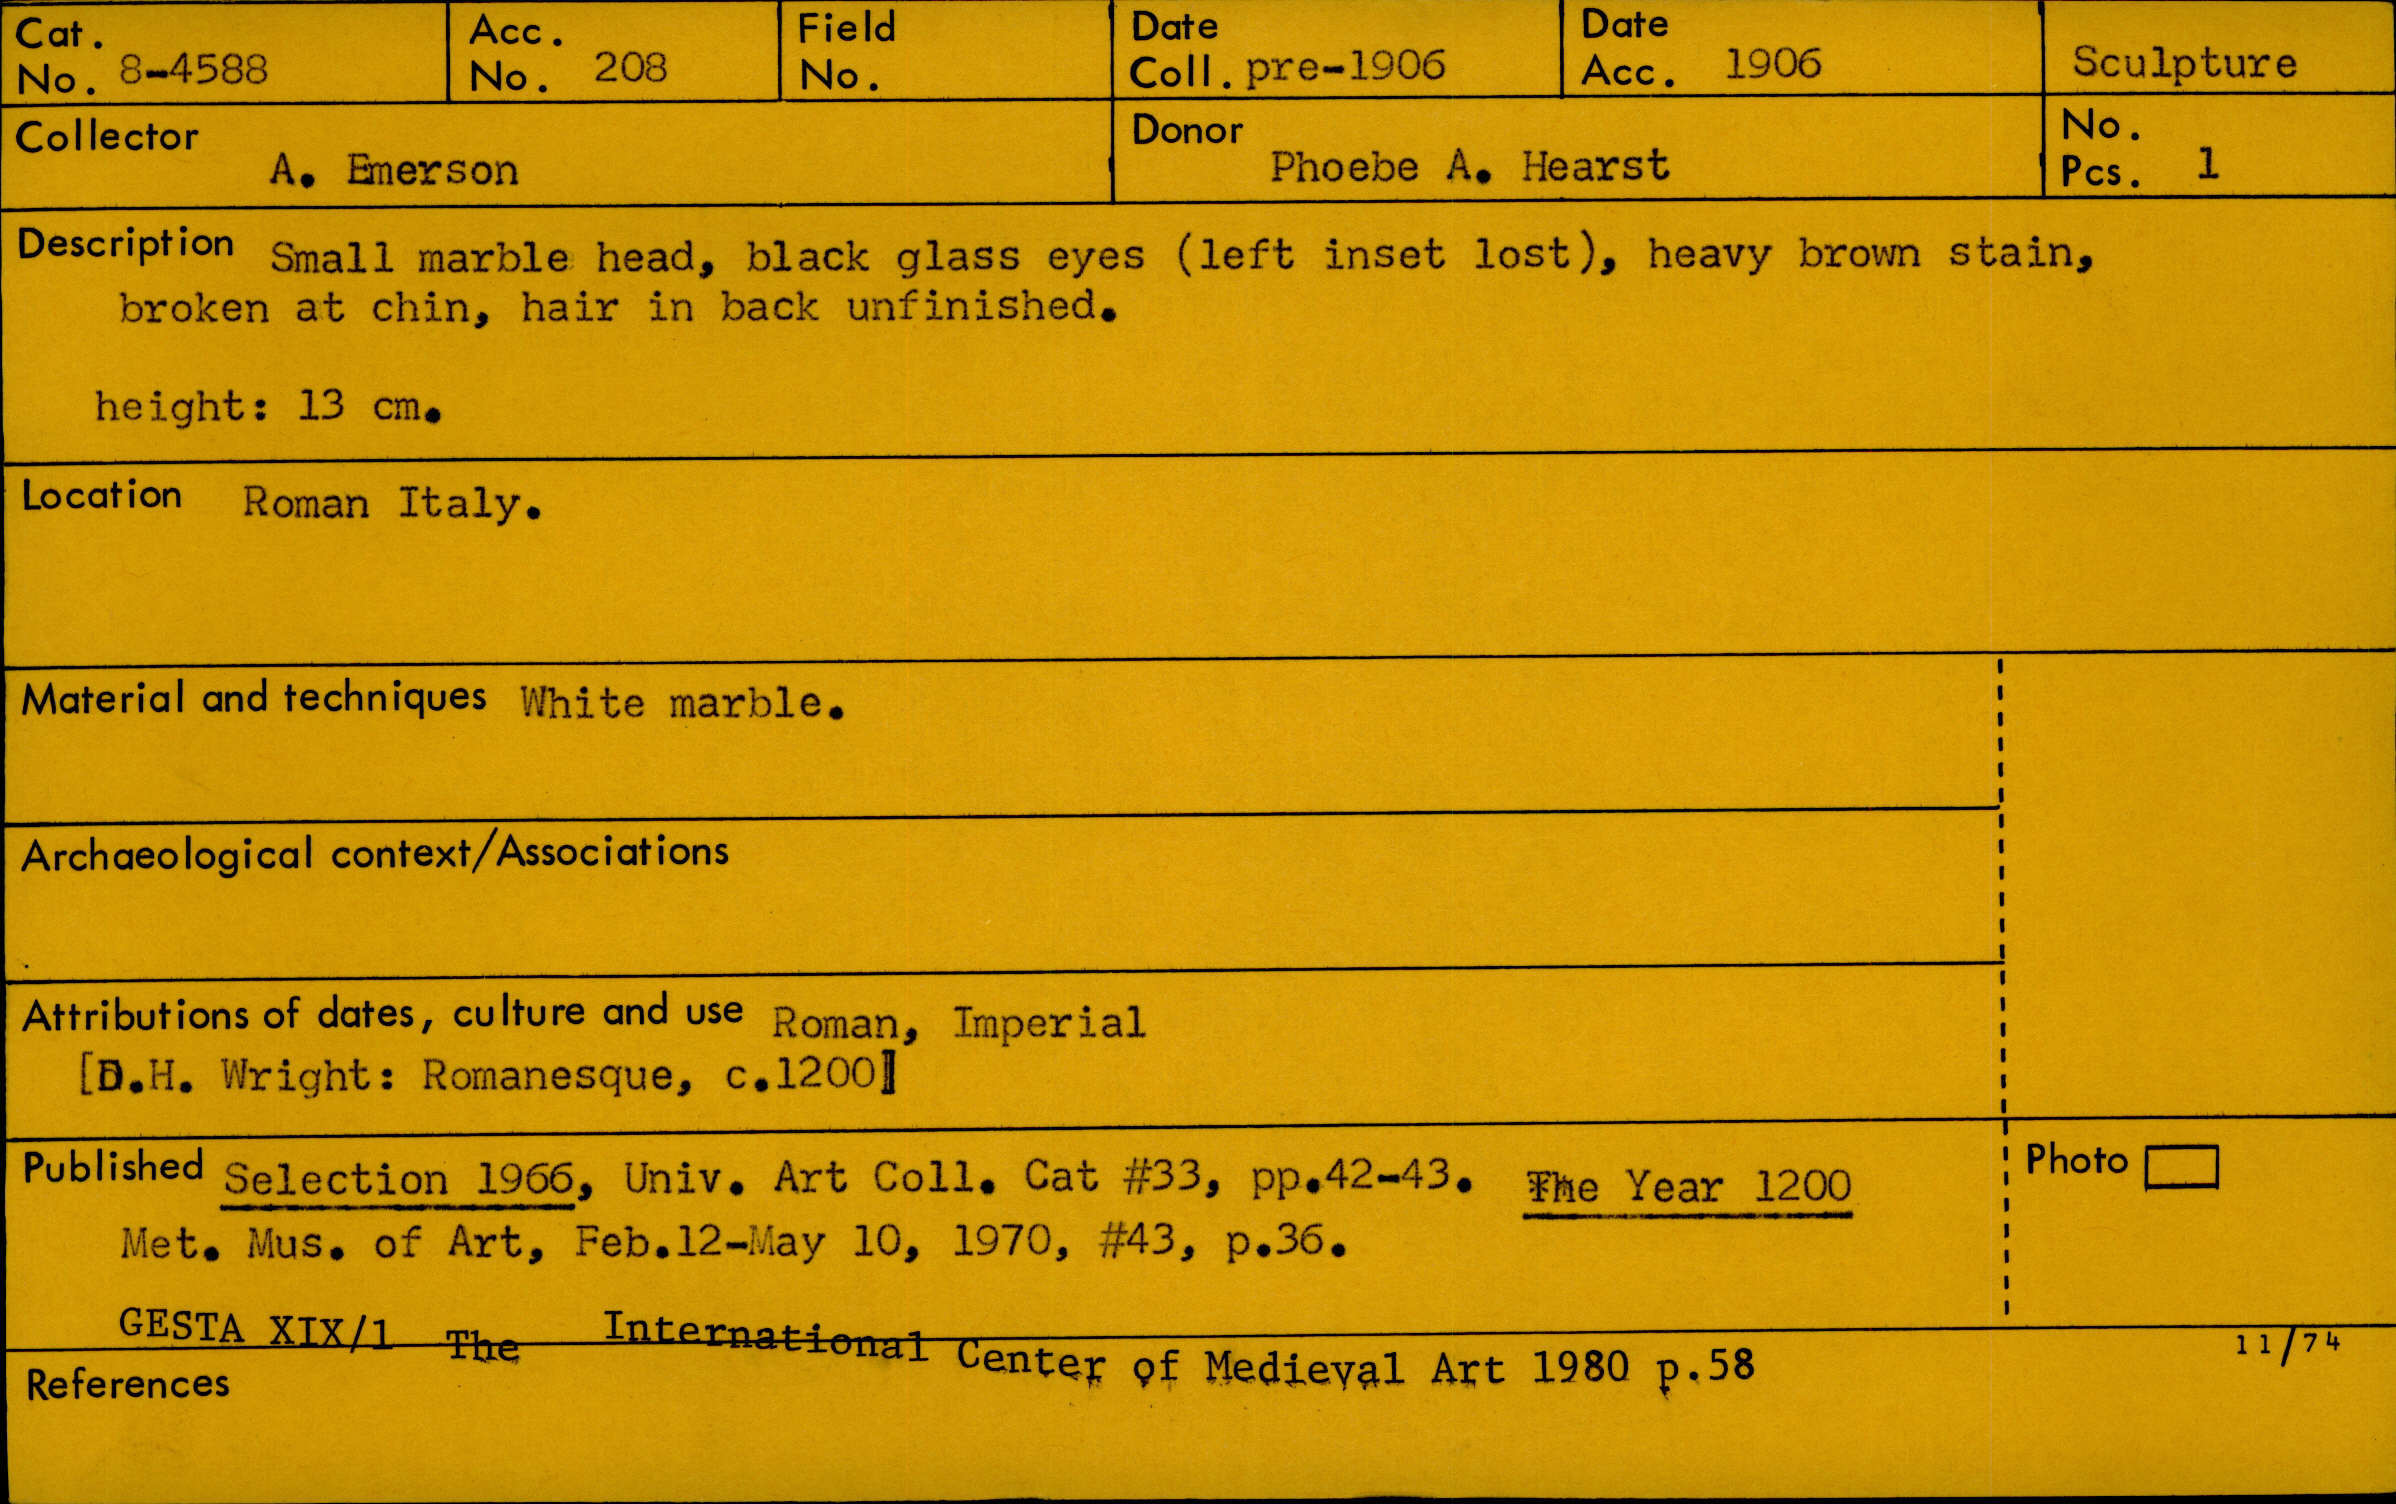 Cat. No. 8-4588
Acc. No. 208
Field No.
Date Coll. pre-1906
Date Acc. 1906
Sculpture
Collector A. Emerson
Donor Phoebe A. Hearst
No. Pcs. 1
Description Small marble head, black glass eyes (left inset lost), heavy brown stain,
broken at chin, hair in back unfinished.
height: 13 cm.
Location Roman Italy.
Material and techniques White marble.
Archaeological context/Associations
Attributions of dates, culture and use Roman, Imperial
[D.H. Wright: Romanesque, c.1200]
Published Selection 1966, Univ. Art Coll. Cat #33, pp.42-43. The Year 1200
Met. Mus. of Art, Feb.12-May 10, 1970, #43, p.36.
Photo
GESTA XIX/1 The International Center of Medieval Art 1980 p.58
11/74
References